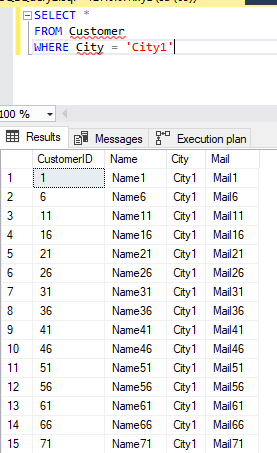 SELECT *
FROM Customer
WHERE City = 'City1'
100 %
Results Messages Execution plan
CustomerID Name City Mail
1 1 Name1 City1 Mail1
2 6 Name6 City1 Mail6
3 11 Name11 City1 Mail11
4 16 Name16 City1 Mail16
5 21 Name21 City1 Mail21
6 26 Name26 City1 Mail26
7 31 Name31 City1 Mail31
8 36 Name36 City1 Mail36
9 41 Name41 City1 Mail41
10 46 Name46 City1 Mail46
11 51 Name51 City1 Mail51
12 56 Name56 City1 Mail56
13 61 Name61 City1 Mail61
14 66 Name66 City1 Mail66
15 71 Name71 City1 Mail71